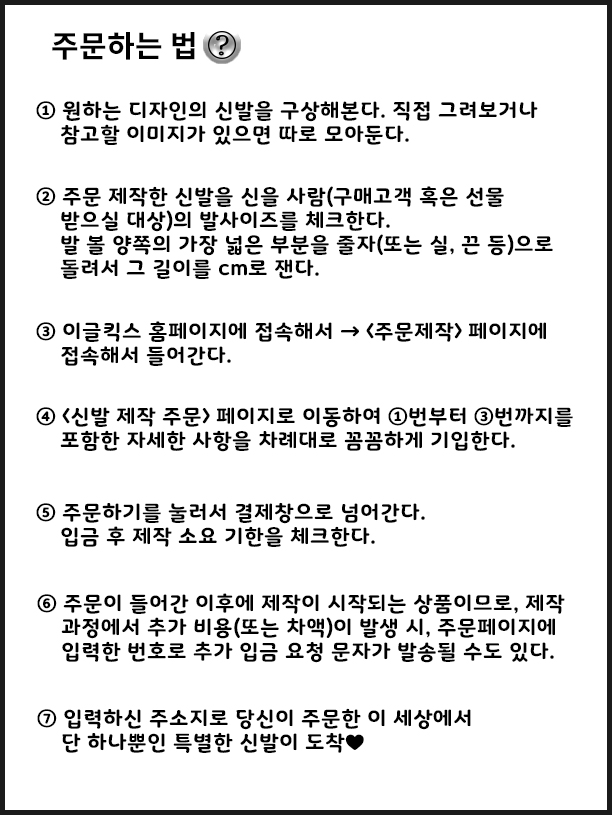 주문하는 법 ?
① 원하는 디자인의 신발을 구상해본다. 직접 그려보거나
참고할 이미지가 있으면 따로 모아둔다.
② 주문 제작한 신발을 신을 사람(구매고객 혹은 선물
받으실 대상)의 발사이즈를 체크한다.
발 볼 양쪽의 가장 넓은 부분을 줄자(또는 실, 끈 등)으로
돌려서 그 길이를 cm로 잰다.
③ 이글킥스 홈페이지에 접속해서 → <주문제작> 페이지에
접속해서 들어간다.
④ <신발 제작 주문> 페이지로 이동하여 ①번부터 ③번까지를
포함한 자세한 사항을 차례대로 꼼꼼하게 기입한다.
⑤ 주문하기를 눌러서 결제창으로 넘어간다.
입금 후 제작 소요 기한을 체크한다.
⑥ 주문이 들어간 이후에 제작이 시작되는 상품이므로, 제작
과정에서 추가 비용(또는 차액)이 발생 시, 주문페이지에
입력한 번호로 추가 입금 요청 문자가 발송될 수도 있다.
⑦ 입력하신 주소지로 당신이 주문한 이 세상에서
단 하나뿐인 특별한 신발이 도착♥